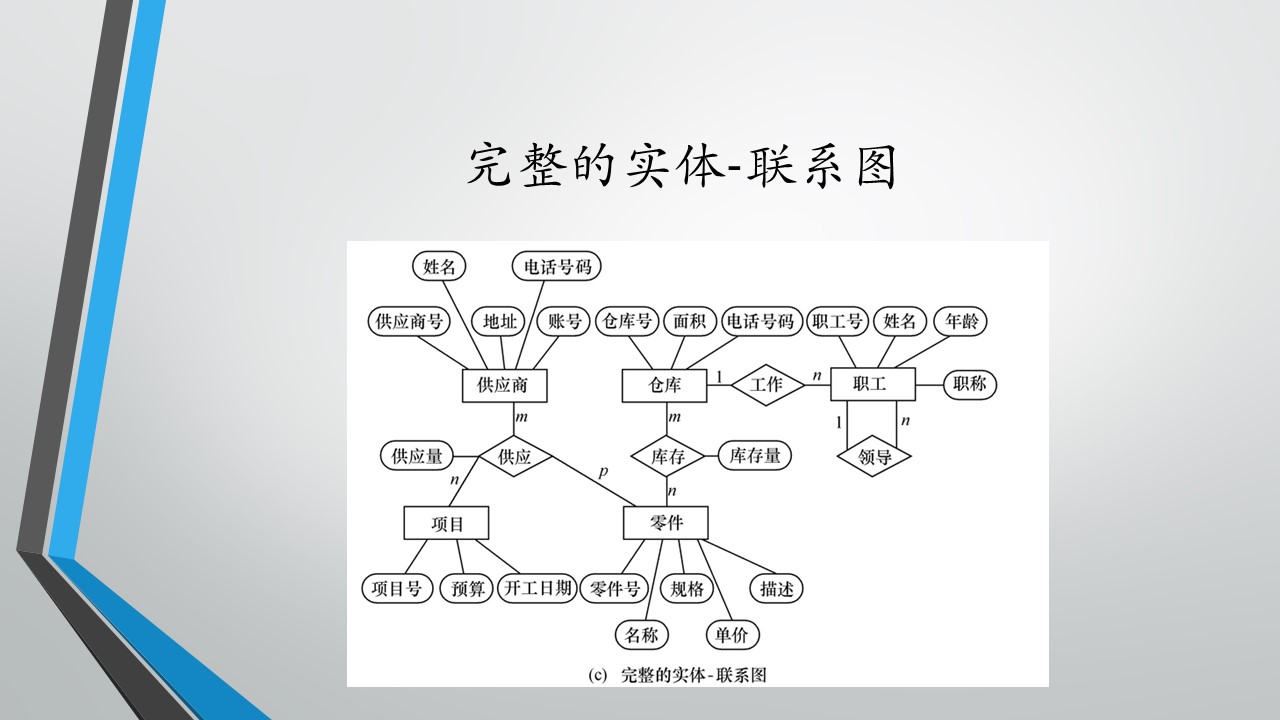 完整的实体-联系图
姓名 电话号码
供应商号 地址 账号 仓库号 面积 电话号码 职工号 姓名 年龄
供应商 仓库 1 工作 n 职工 职称
m m 1 n
供应量 供应 p 库存 库存量 领导
n n
项目 零件
项目号 预算 开工日期 零件号 规格 描述
名称 单价
(c) 完整的实体-联系图